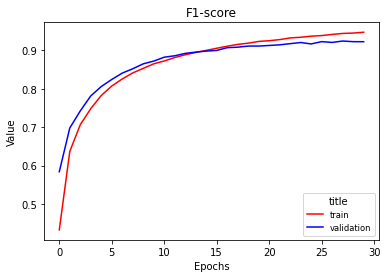 F1-score
Value
0.9
0.8
0.7
0.6
0.5
0 5 10 15 20 25 30
Epochs
title
train
validation